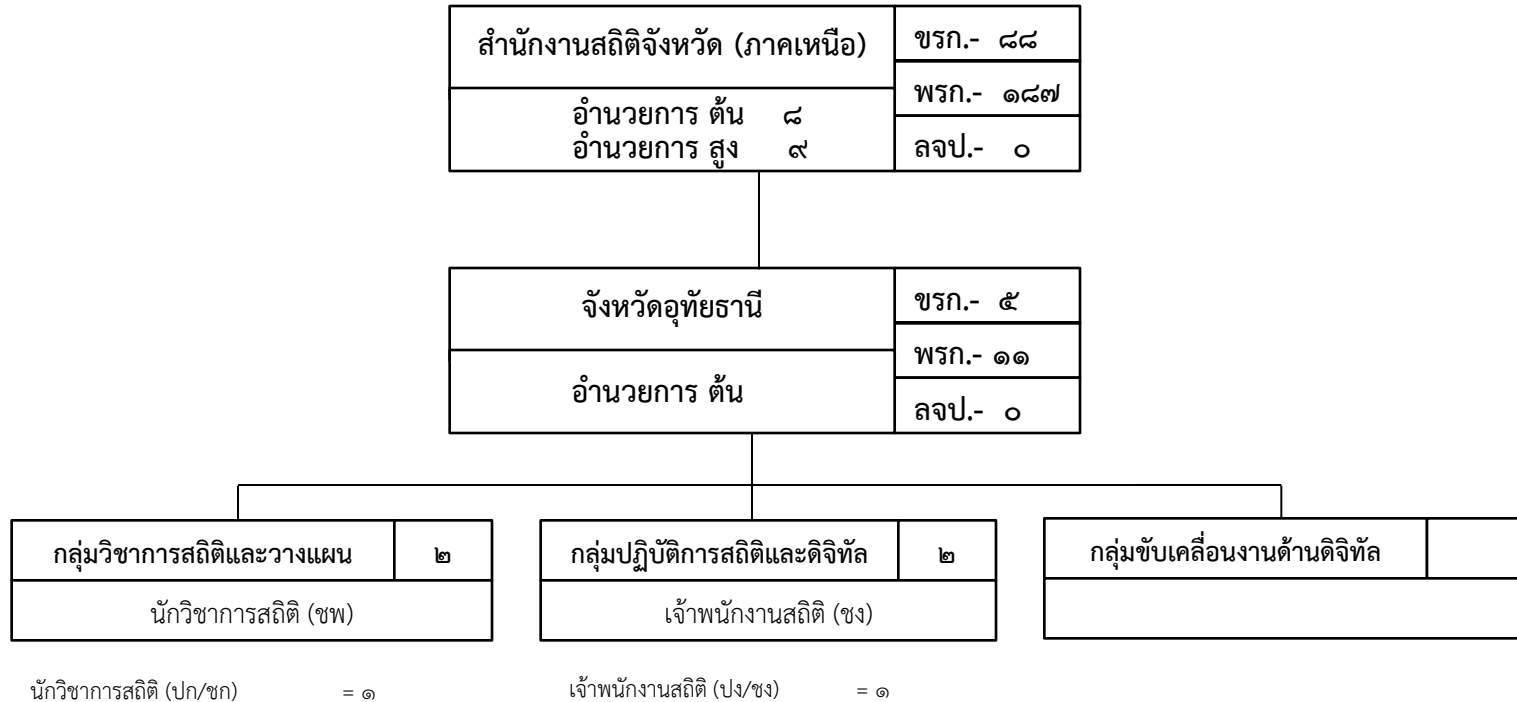 สำนักงานสถิติจังหวัด (ภาคเหนือ)
ขรก.- ๘๘
พรก.- ๑๘๗
อำนวยการ ต้น ๘
อำนวยการ สูง ๙
ลจป.- ๐
จังหวัดอุทัยธานี
ขรก.- ๕
พรก.- ๑๑
อำนวยการ ต้น
ลจป.- ๐
กลุ่มวิชาการสถิติและวางแผน ๒
นักวิชาการสถิติ (ชพ)
นักวิชาการสถิติ (ปก/ชก) = ๑
กลุ่มปฏิบัติการสถิติและดิจิทัล ๒
เจ้าพนักงานสถิติ (ชง)
เจ้าพนักงานสถิติ (ปง/ชง) = ๑
กลุ่มขับเคลื่อนงานด้านดิจิทัล